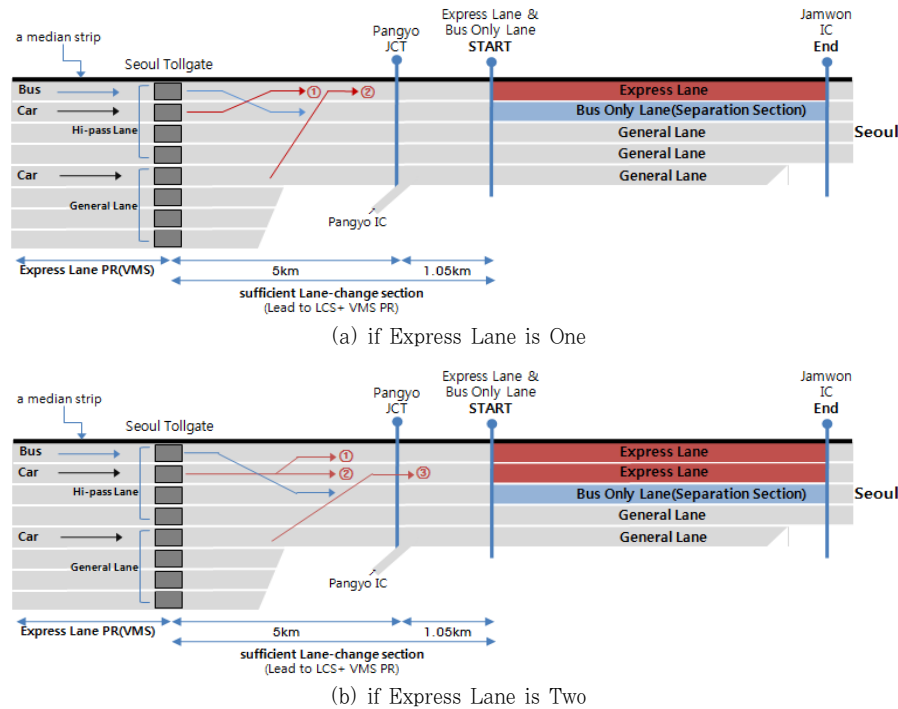 Express Lane &
Bus Only Lane
START
Pangyo
JCT
Jamwon
IC
End
a median strip
Seoul Tollgate
Bus
①
②
Express Lane
Car
Bus Only Lane(Separation Section)
Hi-pass Lane
General Lane
Seoul
General Lane
Car
General Lane
General Lane
Pangyo IC
Express Lane PR(VMS)
5km
1.05km
sufficient Lane-change section
(Lead to LCS+ VMS PR)
(a) if Express Lane is One
Express Lane &
Bus Only Lane
START
Pangyo
JCT
Jamwon
IC
End
a median strip
Seoul Tollgate
Bus
①
Express Lane
Car
②
③
Express Lane
Hi-pass Lane
Bus Only Lane(Separation Section)
Seoul
General Lane
Car
General Lane
General Lane
Pangyo IC
Express Lane PR(VMS)
5km
1.05km
sufficient Lane-change section
(Lead to LCS+ VMS PR)
(b) if Express Lane is Two